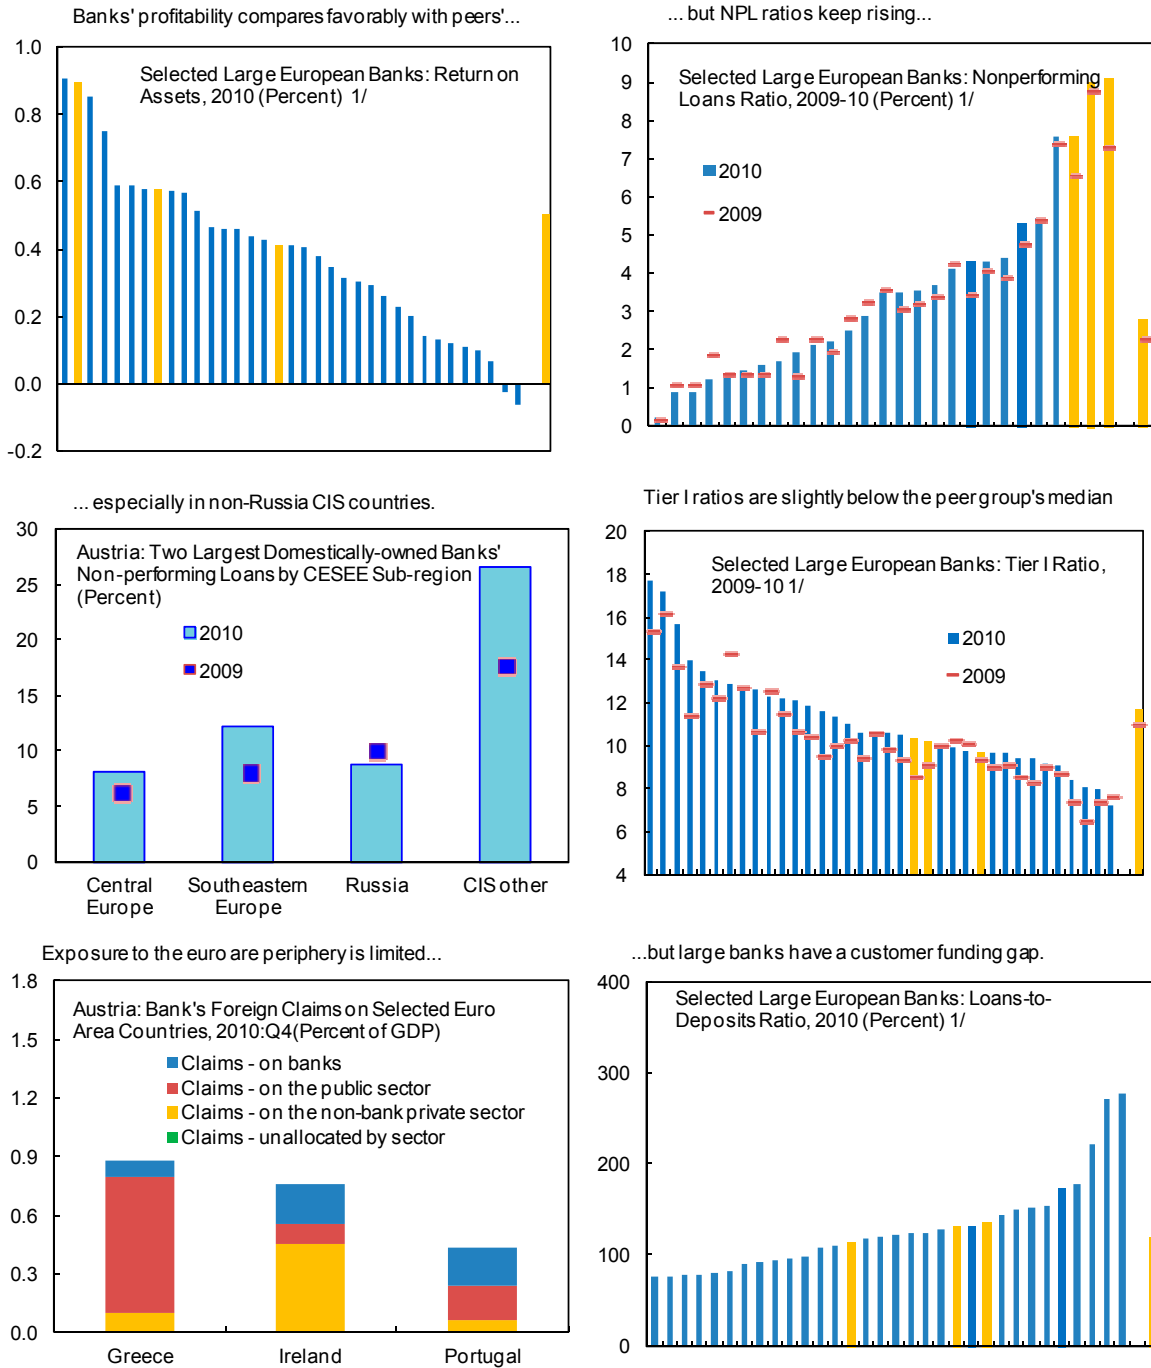 Banks' profitability compares favorably with peers'...
1.0
0.8
0.6
0.4
0.2
0.0
-0.2
Selected Large European Banks: Return on
Assets, 2010 (Percent) 1/
... but NPL ratios keep rising...
10
9
8
7
6
5
4
3
2
1
0
Selected Large European Banks: Nonperforming
Loans Ratio, 2009-10 (Percent) 1/
2010
2009
... especially in non-Russia CIS countries.
30
25
20
15
10
5
0
Austria: Two Largest Domestically-owned Banks'
Non-performing Loans by CESEE Sub-region
(Percent)
2010
2009
Central
Europe
Southeastern
Europe
Russia
CIS other
Tier I ratios are slightly below the peer group's median
20
18
16
14
12
10
8
6
4
Selected Large European Banks: Tier I Ratio,
2009-10 1/
2010
2009
Exposure to the euro are periphery is limited...
1.8
1.5
1.2
0.9
0.6
0.3
0.0
Austria: Bank's Foreign Claims on Selected Euro
Area Countries, 2010:Q4(Percent of GDP)
Claims - on banks
Claims - on the public sector
Claims - on the non-bank private sector
Claims - unallocated by sector
Greece
Ireland
Portugal
...but large banks have a customer funding gap.
400
300
200
100
0
Selected Large European Banks: Loans-to-
Deposits Ratio, 2010 (Percent) 1/